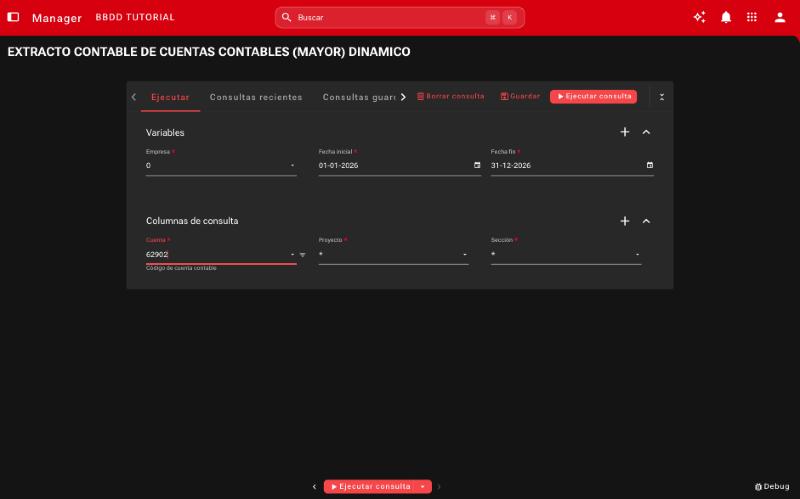 Manager BBDD TUTORIAL Buscar ⌘ K
EXTRACTO CONTABLE DE CUENTAS CONTABLES (MAYOR) DINAMICO
Ejecutar Consultas recientes Consultas guar Borrar consulta Guardar Ejecutar consulta
Variables
Empresa * Fecha inicial * Fecha fin *
0 01-01-2026 31-12-2026
Columnas de consulta
Cuenta * Proyecto * Sección *
62902 * *
Código de cuenta contable
Ejecutar consulta Debug